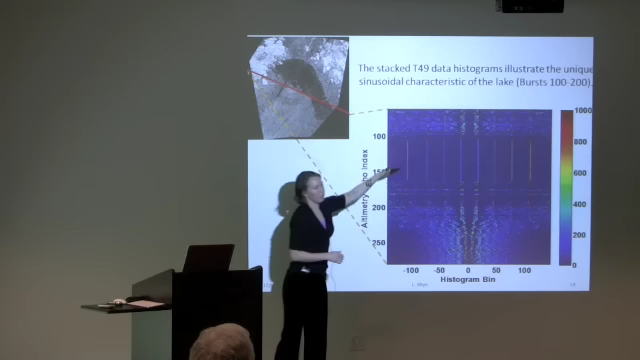 The stacked T49 data histograms illustrate the unique
sinusoidal characteristic of the lake (Bursts 100-200).
1000
800
600
400
200
0
100
150
200
250
Altimetry Echo Index
-100 -50 0 50 100
Histogram Bin